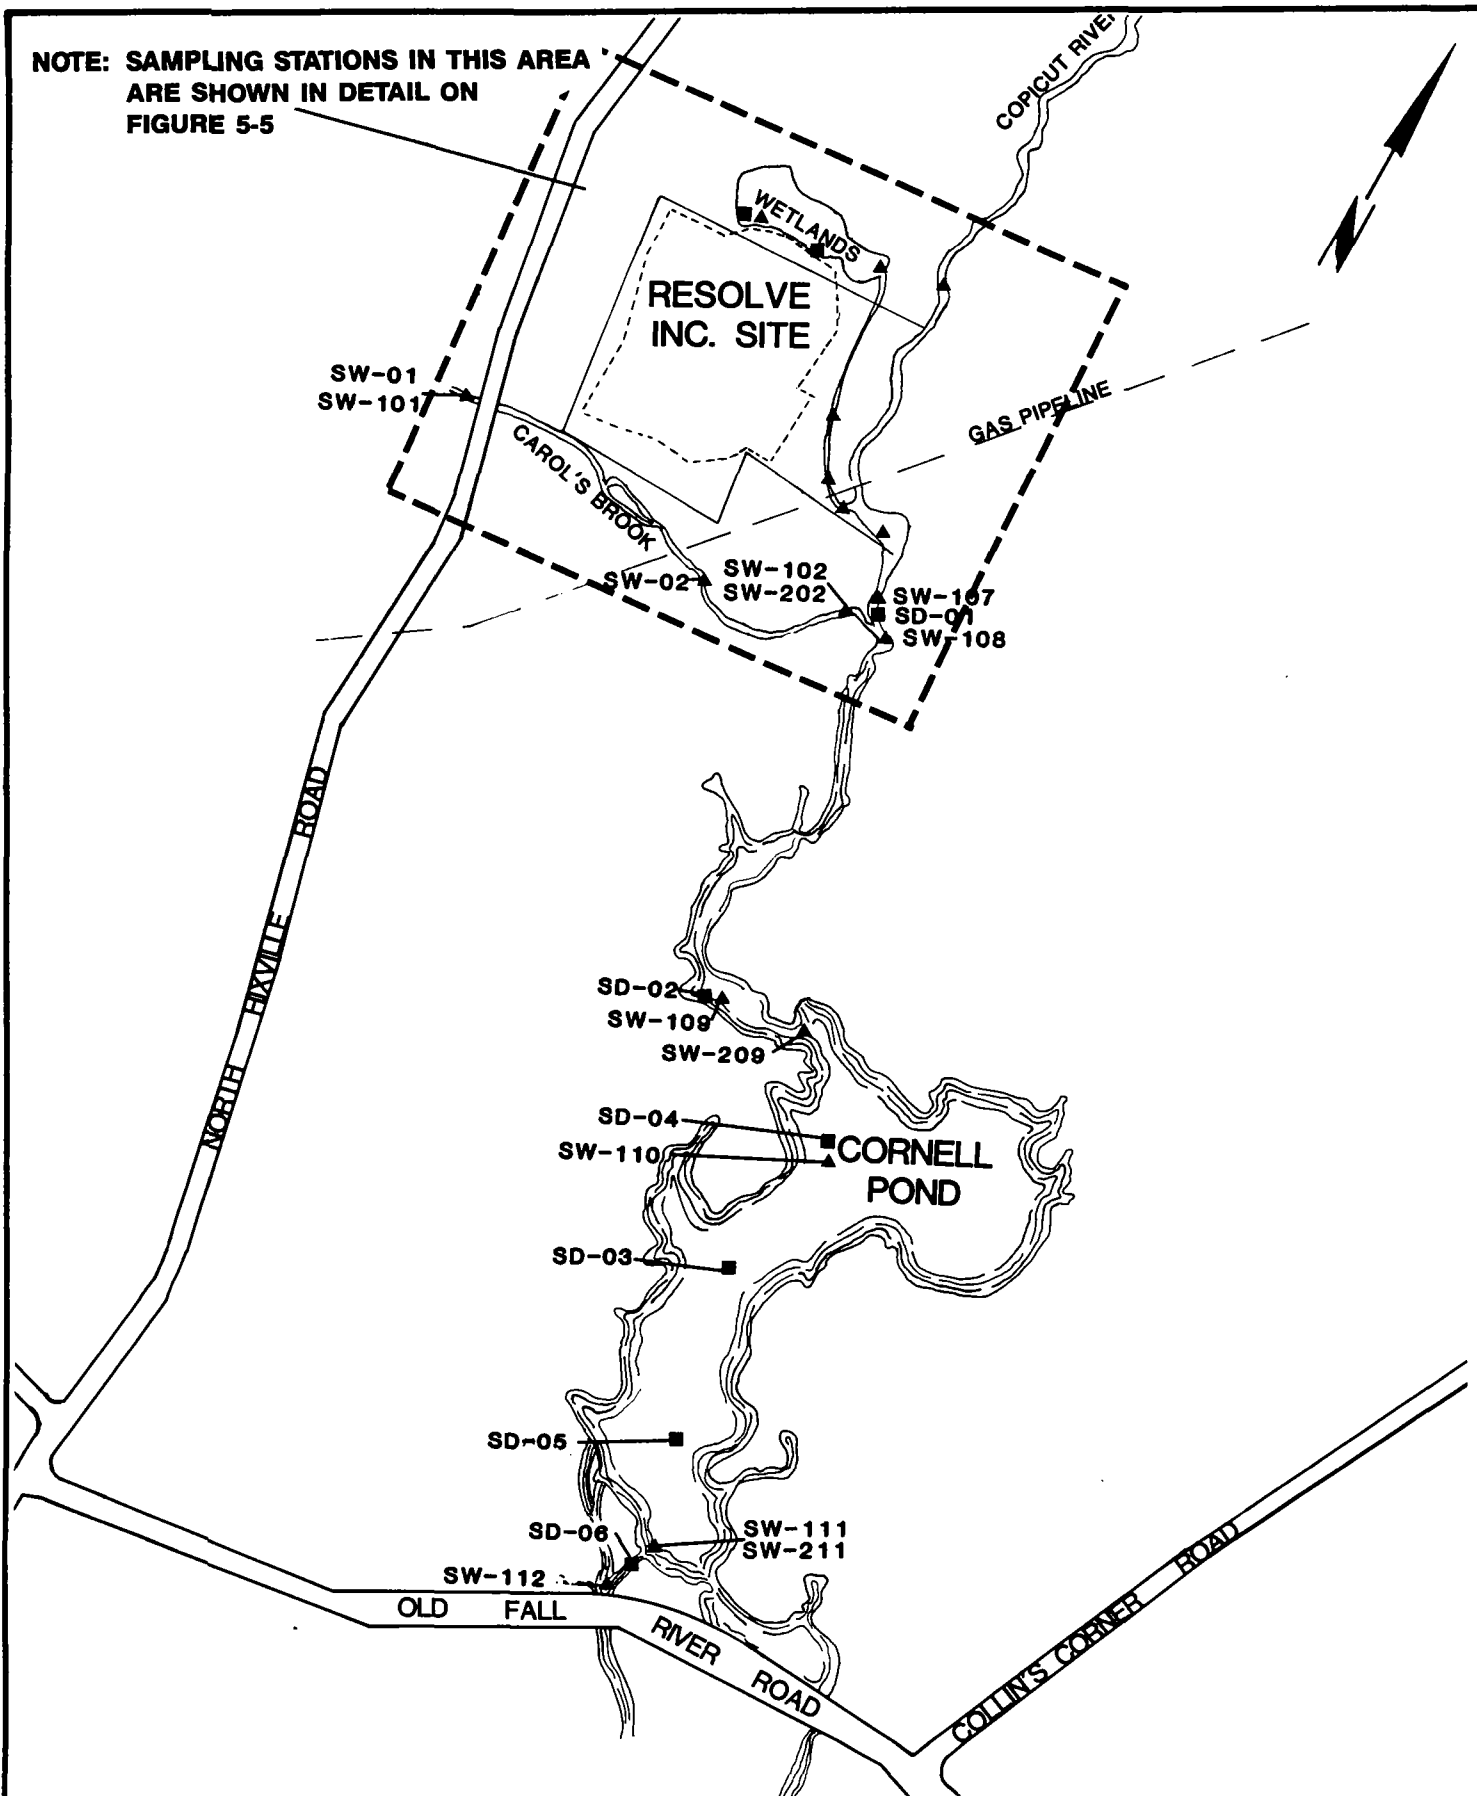 NOTE: SAMPLING STATIONS IN THIS AREA
ARE SHOWN IN DETAIL ON
FIGURE 5-5
COPICUT RIVER
WETLANDS
RESOLVE
INC. SITE
SW-01
SW-101
GAS PIPELINE
CAROL'S BROOK
SW-02
SW-102
SW-202
SW-107
SD-01
SW-108
NORTH HIXVILLE ROAD
SD-02
SW-109
SW-209
SD-04
SW-110
CORNELL
POND
SD-03
SD-05
SD-06
SW-111
SW-211
SW-112
OLD FALL RIVER ROAD
COLLIN'S CORNER ROAD
N